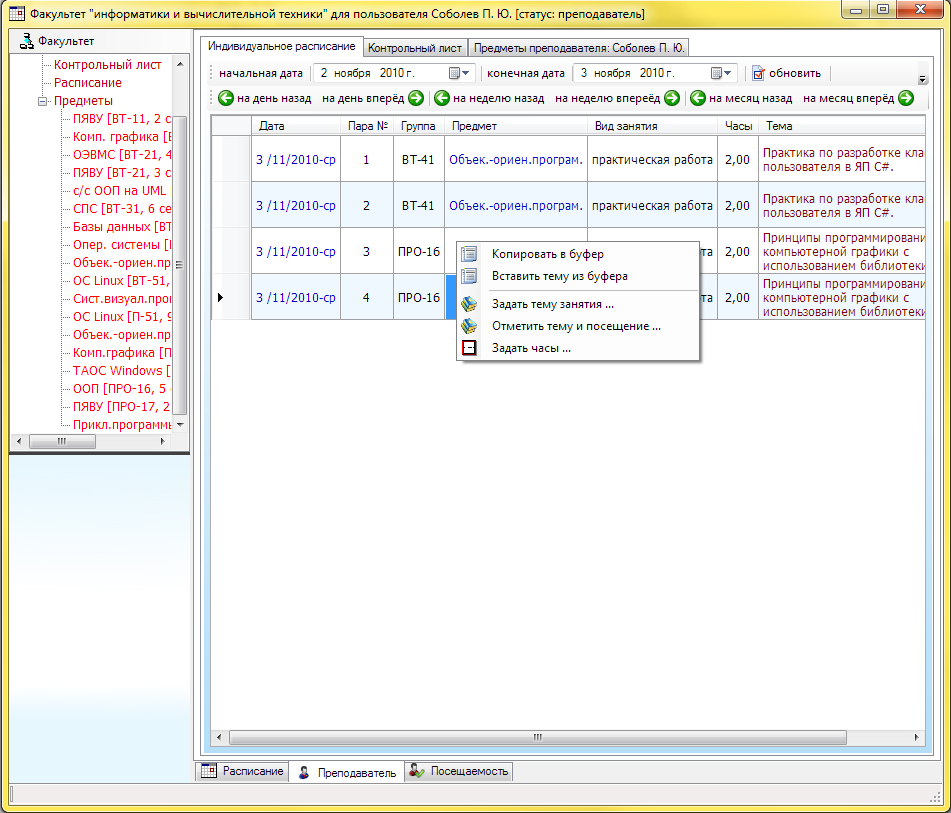 Факультет "информатики и вычислительной техники" для пользователя Соболев П. Ю. [статус: преподаватель]
Факультет
Контрольный лист
Расписание
Предметы
ПЯВУ [ВТ-11, 2 с
Комп. графика [В
ОЭВМС [ВТ-21, 4
ПЯВУ [ВТ-21, 3 с
с/с ООП на UML
СПС [ВТ-31, 6 се
Базы данных [ВТ
Опер. системы [
Объек.-ориен.пр
ОС Linux [ВТ-51,
Сист.визуал.про
ОС Linux [П-51, 9
Объек.-ориен.пр
Комп.графика [П
ТАОС Windows [
ООП [ПРО-16, 5
ПЯВУ [ПРО-17, 2
Прикл.программ
Индивидуальное расписание Контрольный лист Предметы преподавателя: Соболев П. Ю.
начальная дата 2 ноября 2010 г. конечная дата 3 ноября 2010 г. обновить
на день назад на день вперёд на неделю назад на неделю вперёд на месяц назад на месяц вперёд
Дата Пара № Группа Предмет Вид занятия Часы Тема
3 /11/2010-ср 1 ВТ-41 Объек.-ориен.програм. практическая работа 2,00 Практика по разработке кла
пользователя в ЯП C#.
3 /11/2010-ср 2 ВТ-41 Объек.-ориен.програм. практическая работа 2,00 Практика по разработке кла
пользователя в ЯП C#.
3 /11/2010-ср 3 ПРО-16 та 2,00 Принципы программировани
компьютерной графики с
использованием библиотеки
3 /11/2010-ср 4 ПРО-16 та 2,00 Принципы программировани
компьютерной графики с
использованием библиотеки
Копировать в буфер
Вставить тему из буфера
Задать тему занятия ...
Отметить тему и посещение ...
Задать часы ...
Расписание Преподаватель Посещаемость